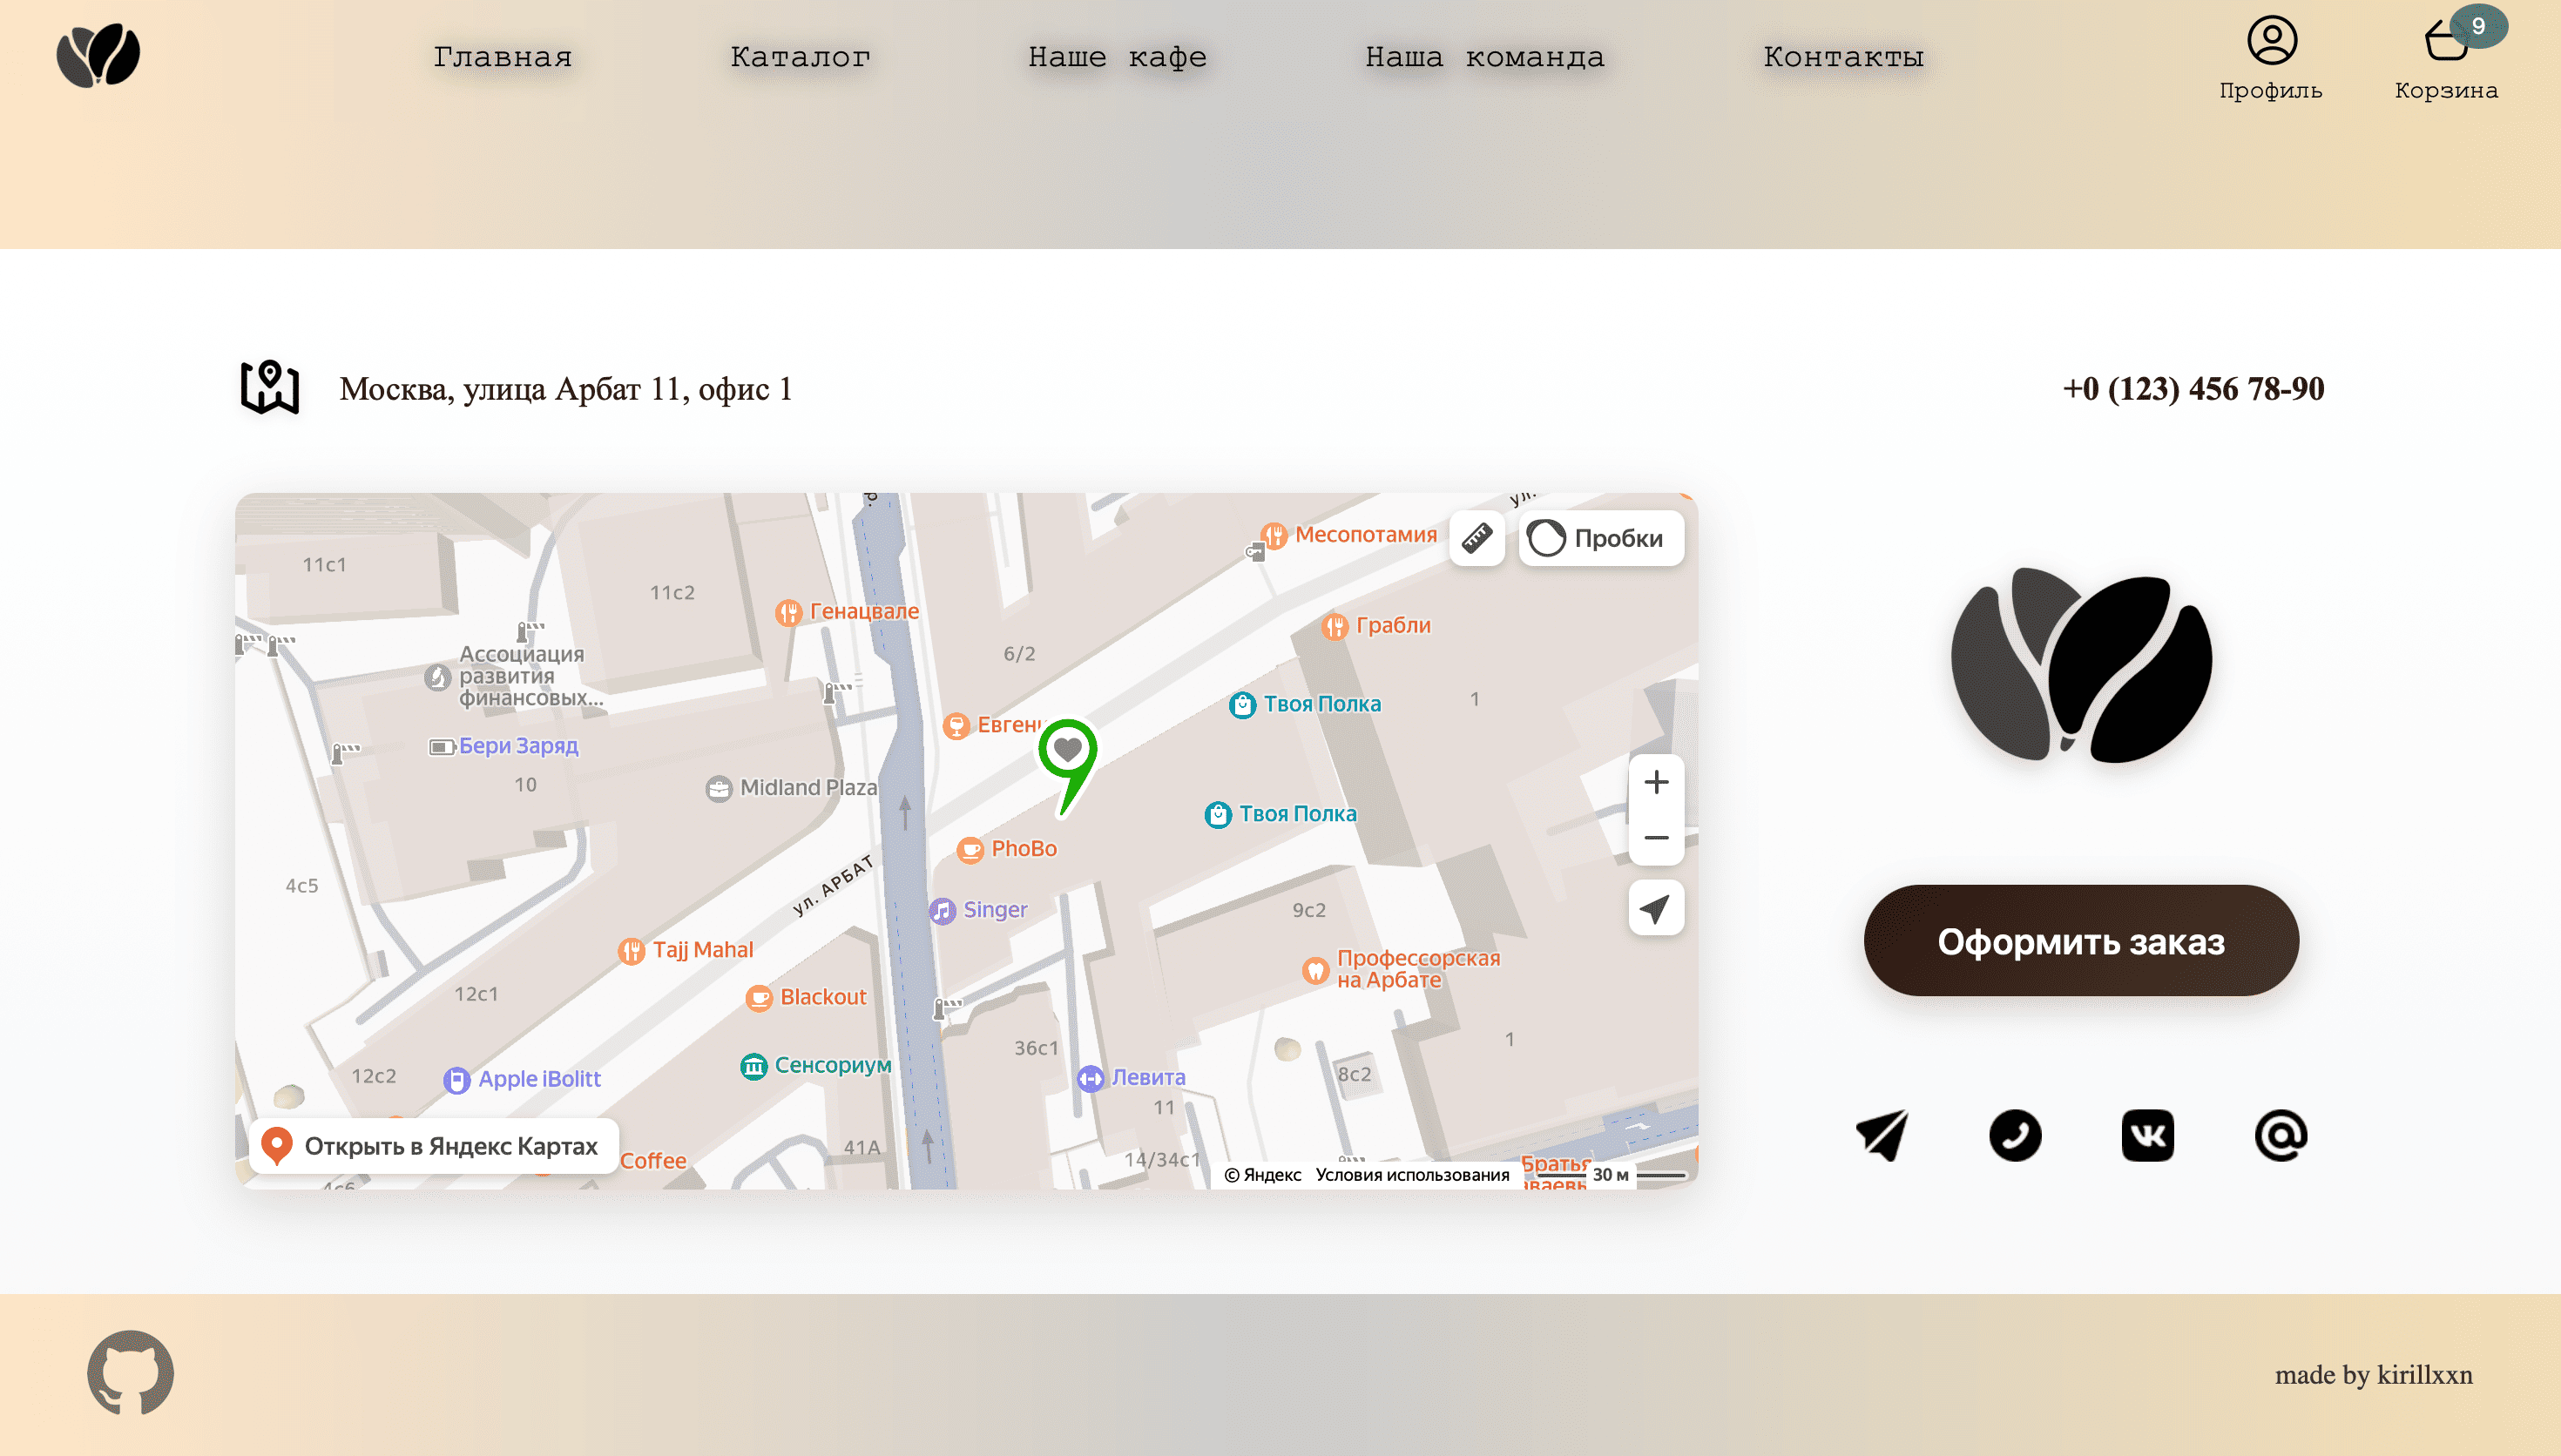 Главная
Каталог
Наше кафе
Наша команда
Контакты
9
Профиль
Корзина
Москва, улица Арбат 11, офис 1
+0 (123) 456 78-90
Месопотамия
Пробки
11с1
11с2
Генацвале
Грабли
6/2
Ассоциация
развития
финансовых...
Твоя Полка
1
Евгени
Бери Заряд
10
Midland Plaza
Твоя Полка
PhoBo
4с5
ул. АРБАТ
Singer
9с2
Tajj Mahal
Профессорская
на Арбате
12с1
Blackout
Оформить заказ
36с1
1
Сенсориум
12с2
Apple iBolitt
Левита
8с2
11
Открыть в Яндекс Картах
Coffee
41А
14/34с1
© Яндекс
Условия использования
Братья
30 м
4с6
made by kirillxxn